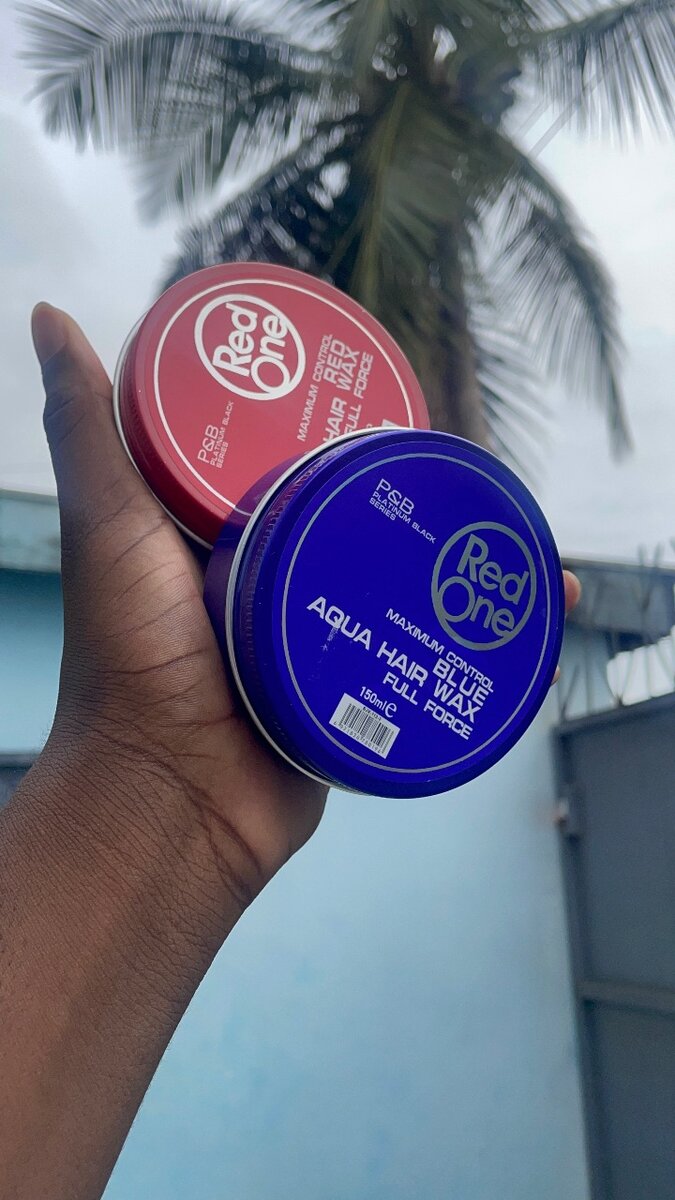 Red
One
MAXIMUM CONTROL
RED
HAIR WAX
FULL FORCE
P&B
PLATINUM BLACK
SERIES
P&B
PLATINUM BLACK
SERIES
Red
One
MAXIMUM CONTROL
BLUE
AQUA HAIR WAX
FULL FORCE
150ml e